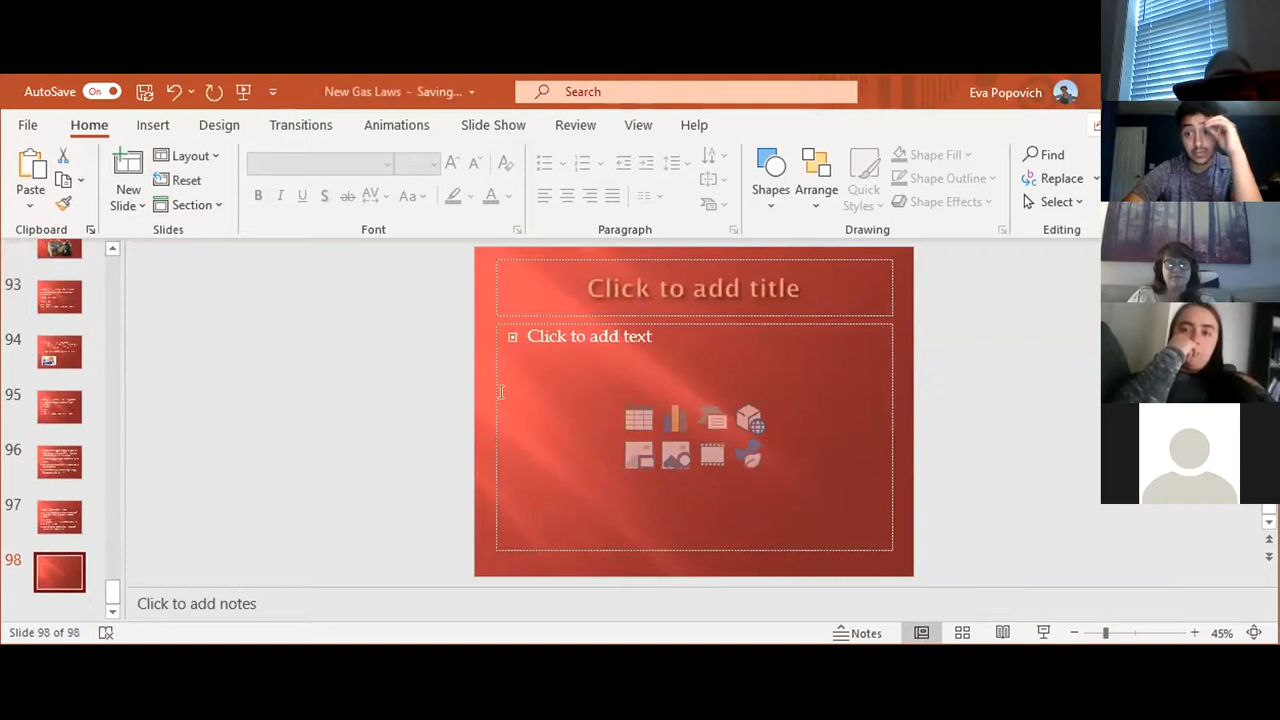 AutoSave On New Gas Laws - Saving... Search Eva Popovich
File Home Insert Design Transitions Animations Slide Show Review View Help
Paste
New
Slide
Layout
Reset
Section
B I U S ab AV Aa A
Shapes Arrange Quick
Styles
Shape Fill
Shape Outline
Shape Effects
Find
Replace
Select
Clipboard Slides Font Paragraph Drawing Editing
93
94
95
96
97
98
Click to add title
Click to add text
Click to add notes
Slide 98 of 98 Notes 45%